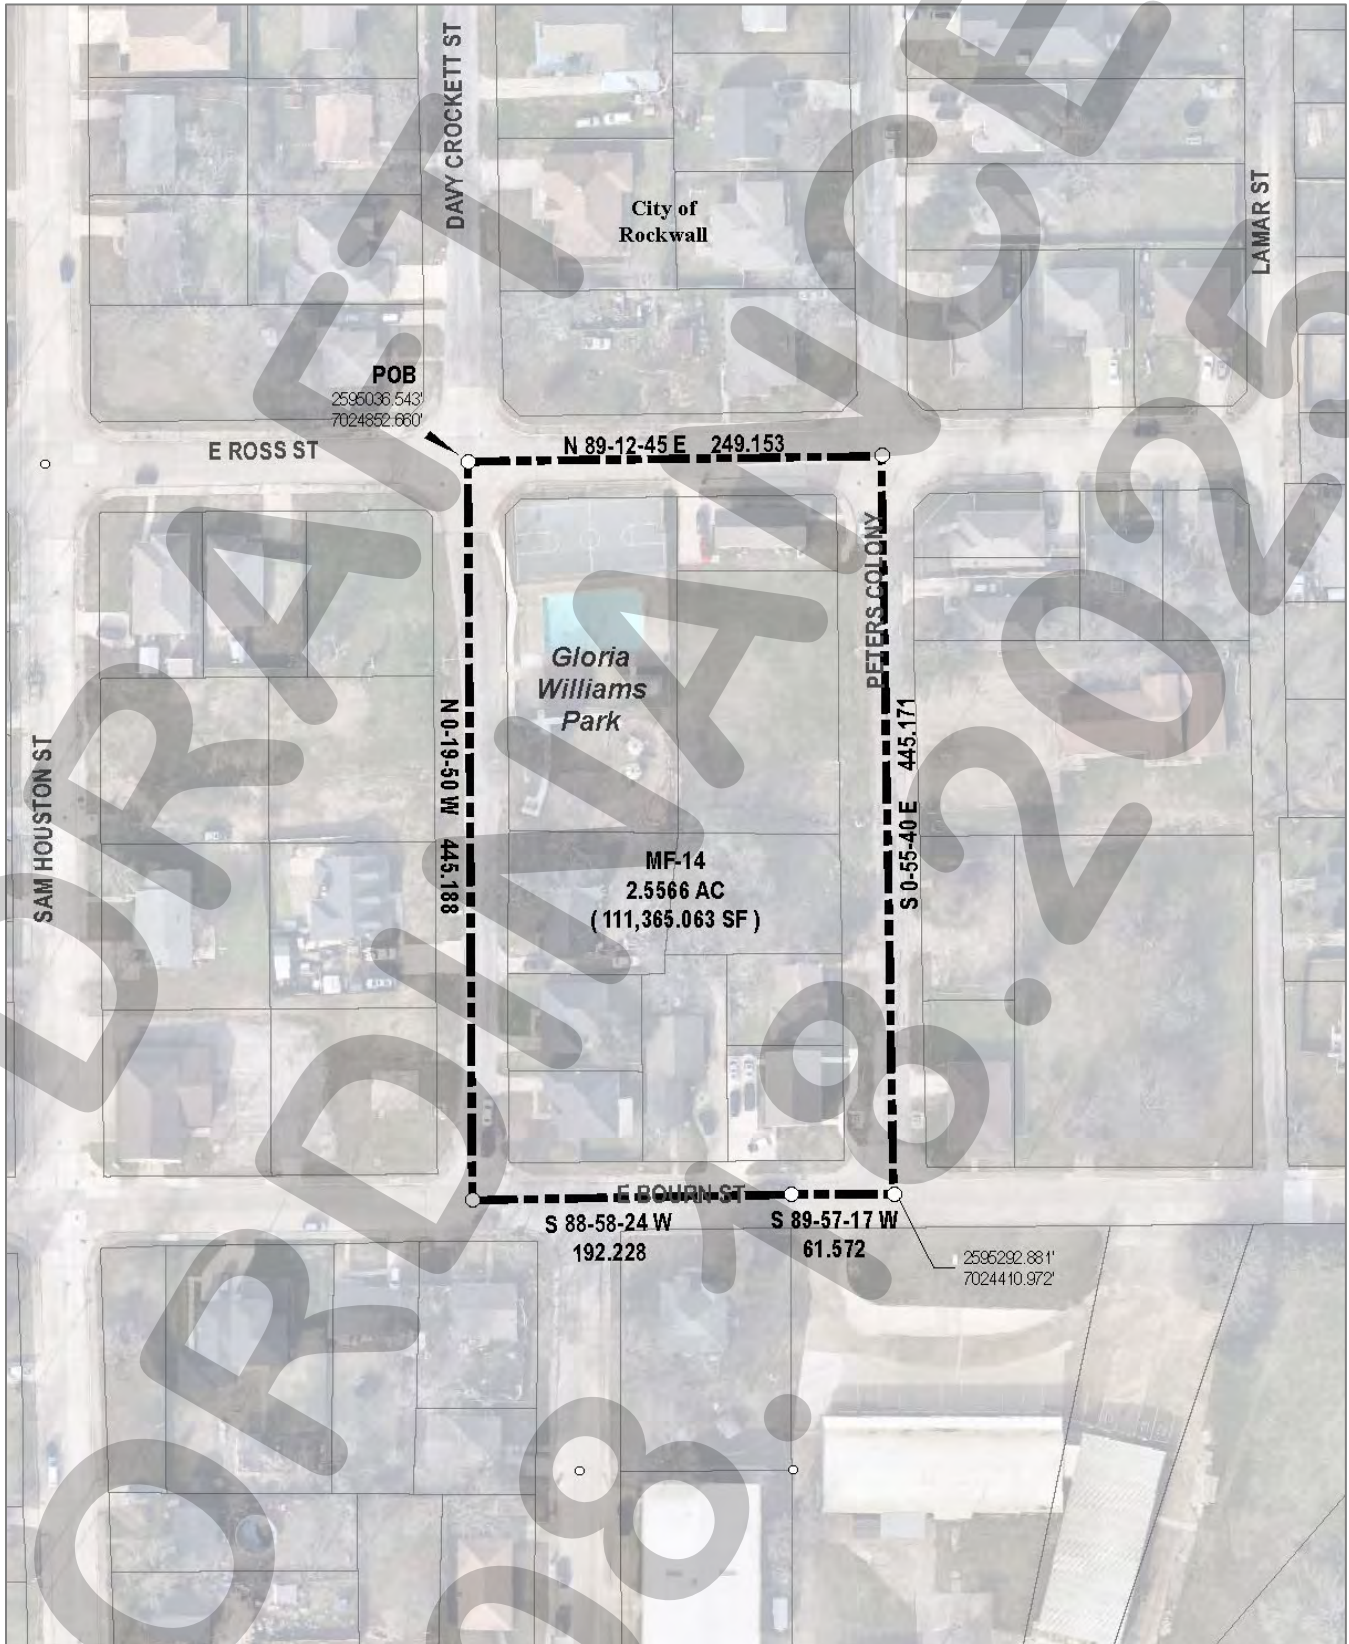 DAVY CROCKETT ST
City of
Rockwall
LAMAR ST
POB
2595036.543'
7024852.660'
E ROSS ST
N 89-12-45 E 249.153
PETERS COLONY
Gloria
Williams
Park
N 0-19-50 W 445.188
S 0-55-40 E 445.171
SAM HOUSTON ST
MF-14
2.5566 AC
( 111,365.063 SF )
E BOURN ST
S 88-58-24 W
192.228
S 89-57-17 W
61.572
2595292.881'
7024410.972'
DRAFT
ORDINANCE
08.18.2025